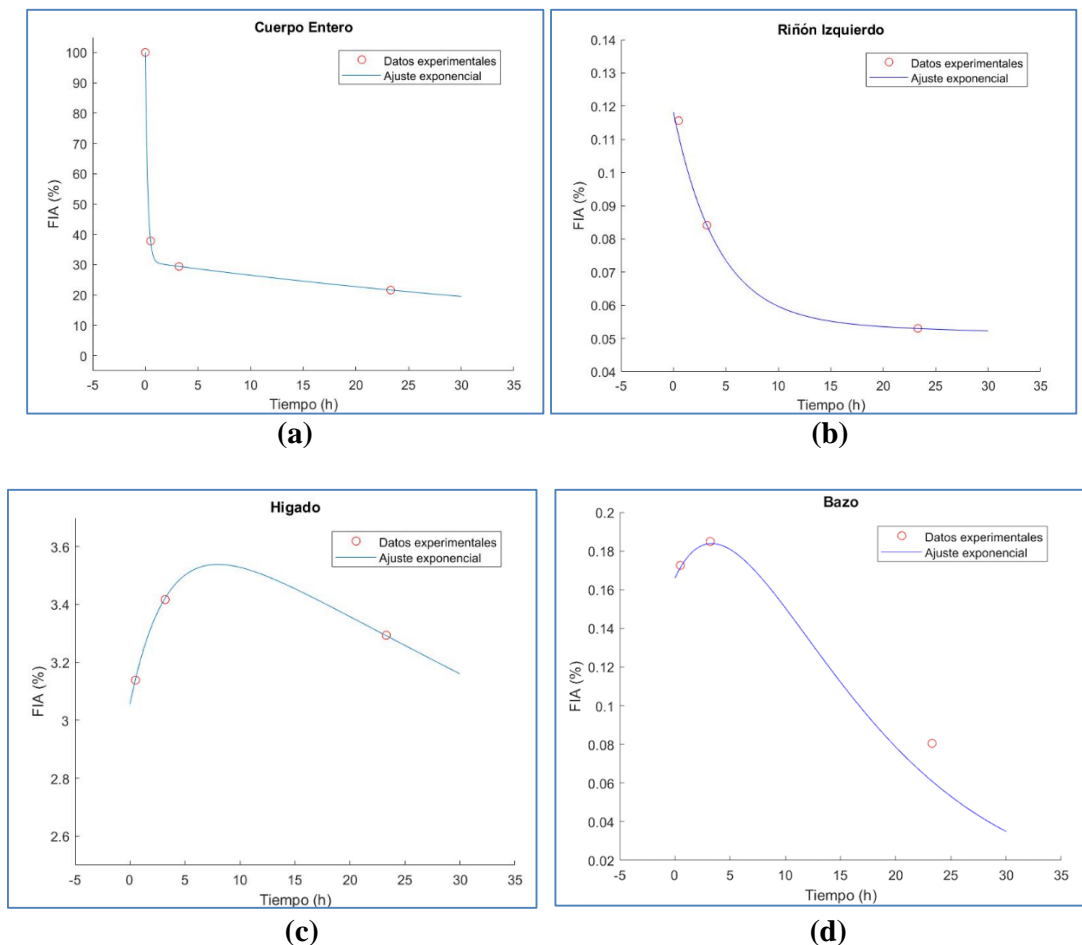 Cuerpo Entero
Datos experimentales
Ajuste exponencial
100
90
80
70
60
50
40
30
20
10
0
FIA (%)
-5 0 5 10 15 20 25 30 35
Tiempo (h)
(a)
Riñón Izquierdo
Datos experimentales
Ajuste exponencial
0.14
0.13
0.12
0.11
0.1
0.09
0.08
0.07
0.06
0.05
0.04
FIA (%)
-5 0 5 10 15 20 25 30 35
Tiempo (h)
(b)
Higado
Datos experimentales
Ajuste exponencial
3.6
3.4
3.2
3
2.8
2.6
FIA (%)
-5 0 5 10 15 20 25 30 35
Tiempo (h)
(c)
Bazo
Datos experimentales
Ajuste exponencial
0.2
0.18
0.16
0.14
0.12
0.1
0.08
0.06
0.04
0.02
FIA (%)
-5 0 5 10 15 20 25 30 35
Tiempo (h)
(d)